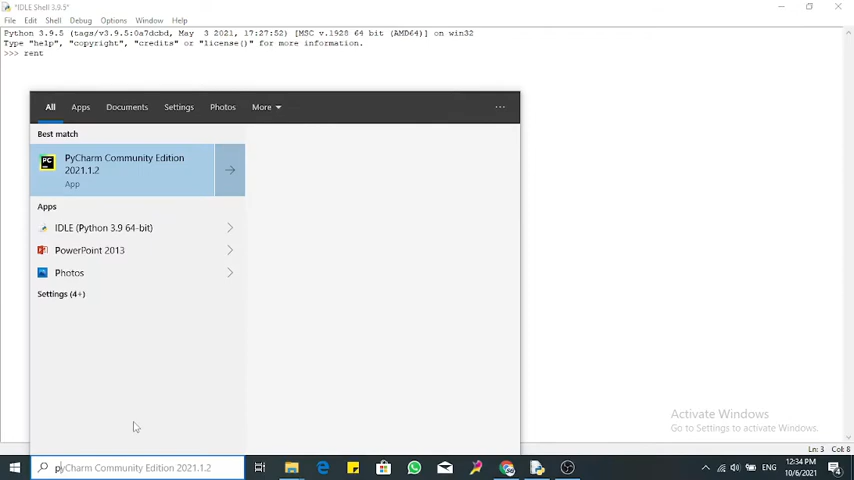 *IDLE Shell 3.9.5*
File Edit Shell Debug Options Window Help
Python 3.9.5 (tags/v3.9.5:0a7dcbd, May 3 2021, 17:27:52) [MSC v.1928 64 bit (AMD64)] on win32
Type "help", "copyright", "credits" or "license()" for more information.
>>> rent
All Apps Documents Settings Photos More ...
Best match
PyCharm Community Edition
2021.1.2
App
Apps
IDLE (Python 3.9 64-bit)
PowerPoint 2013
Photos
Settings (4+)
Activate Windows
Go to Settings to activate Windows.
Ln: 3 Col: 8
pyCharm Community Edition 2021.1.2
ENG
12:34 PM
10/6/2021
4